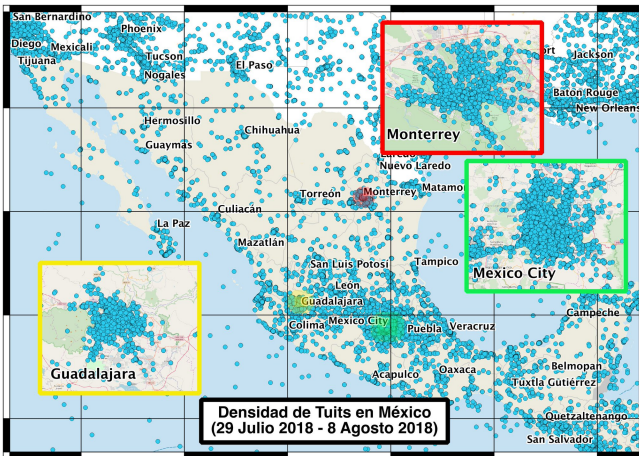 San Bernardino
Phoenix
Diego
Mexicali
Tijuana
Tucson
Nogales
El Paso
Jackson
Baton Rouge
New Orleans
Monterrey
Hermosillo
Guaymas
Chihuahua
Nuevo Laredo
Torreón
Monterrey
Matamor
Culiacán
La Paz
Mazatlán
San Luis Potosí
Tampico
Mexico City
León
Guadalajara
Colima
Mexico City
Puebla
Veracruz
Campeche
Guadalajara
Acapulco
Oaxaca
Belmopan
Tuxtla Gutiérrez
Quetzaltenango
San Salvador
Densidad de Tuits en México
(29 Julio 2018 - 8 Agosto 2018)